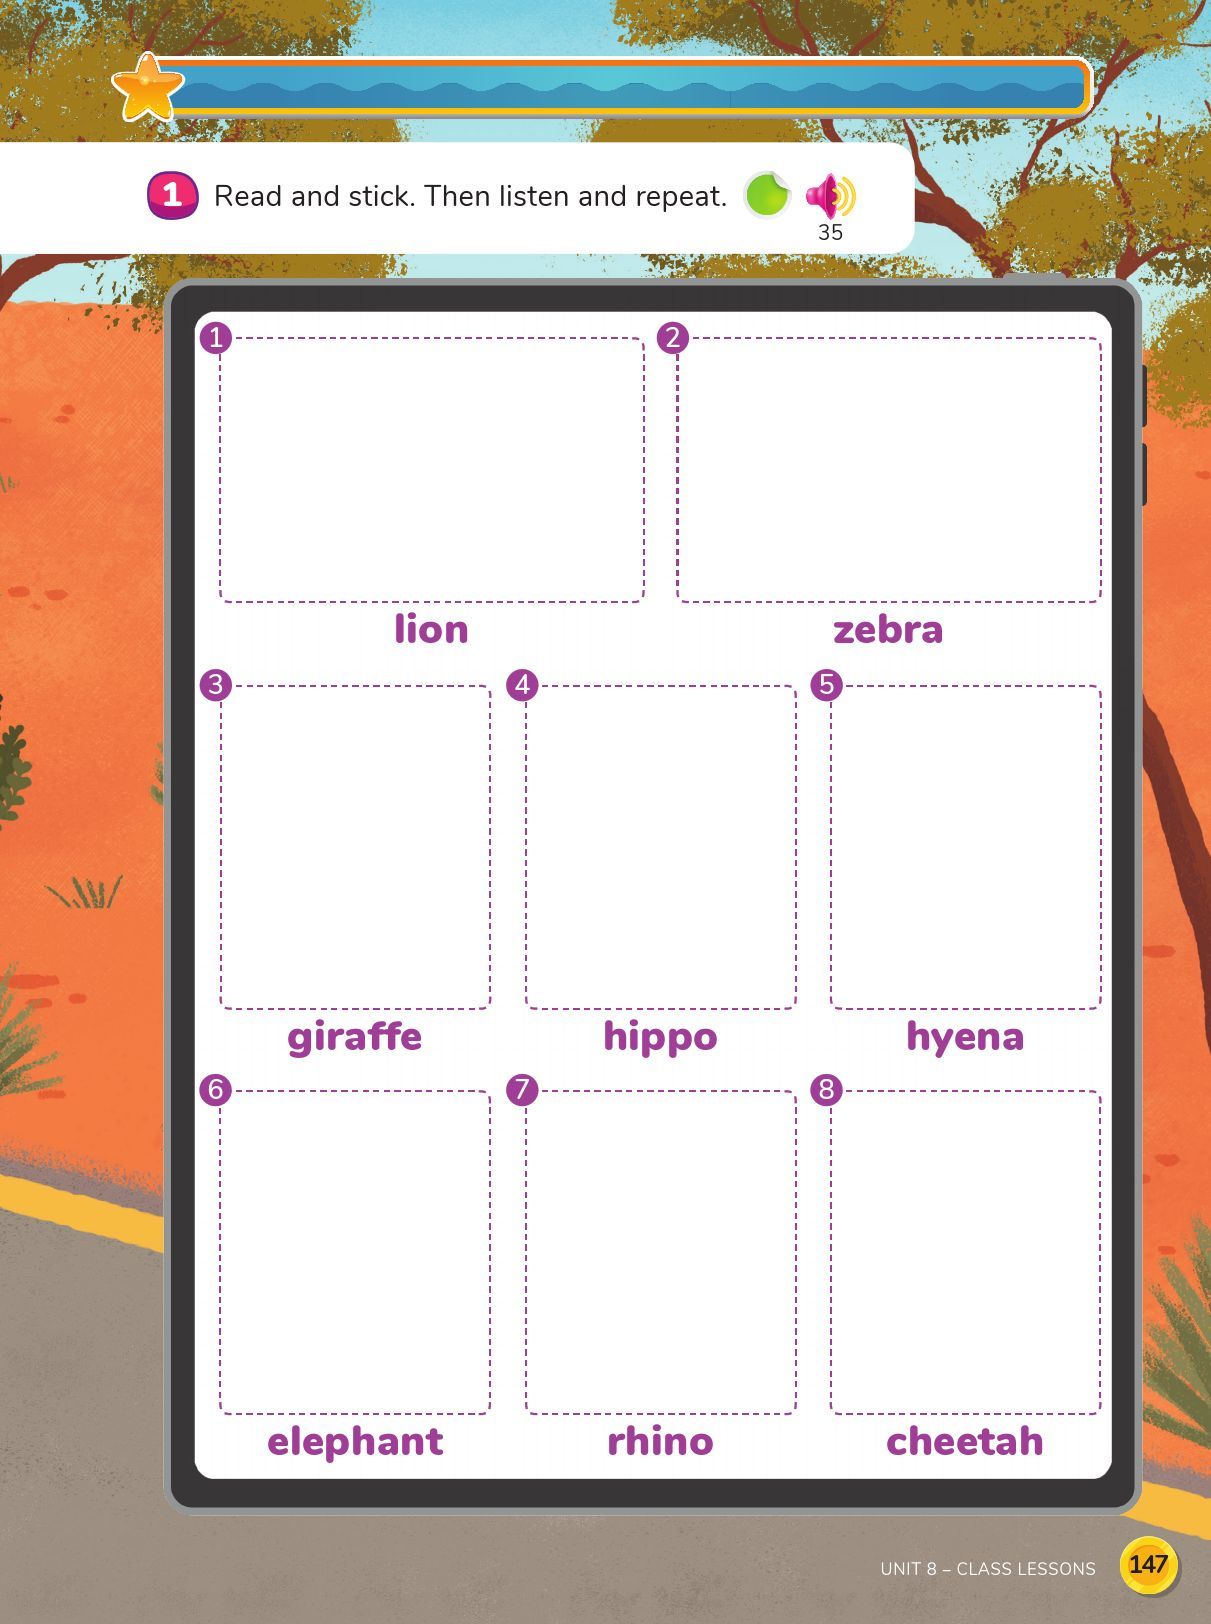 1 Read and stick. Then listen and repeat.
35
1 2
lion zebra
3 4 5
giraffe hippo hyena
6 7 8
elephant rhino cheetah
UNIT 8 – CLASS LESSONS 147